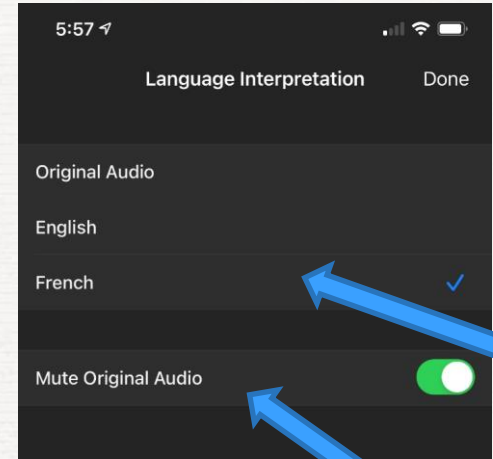 5:57
Language Interpretation Done
Original Audio
English
French
Mute Original Audio